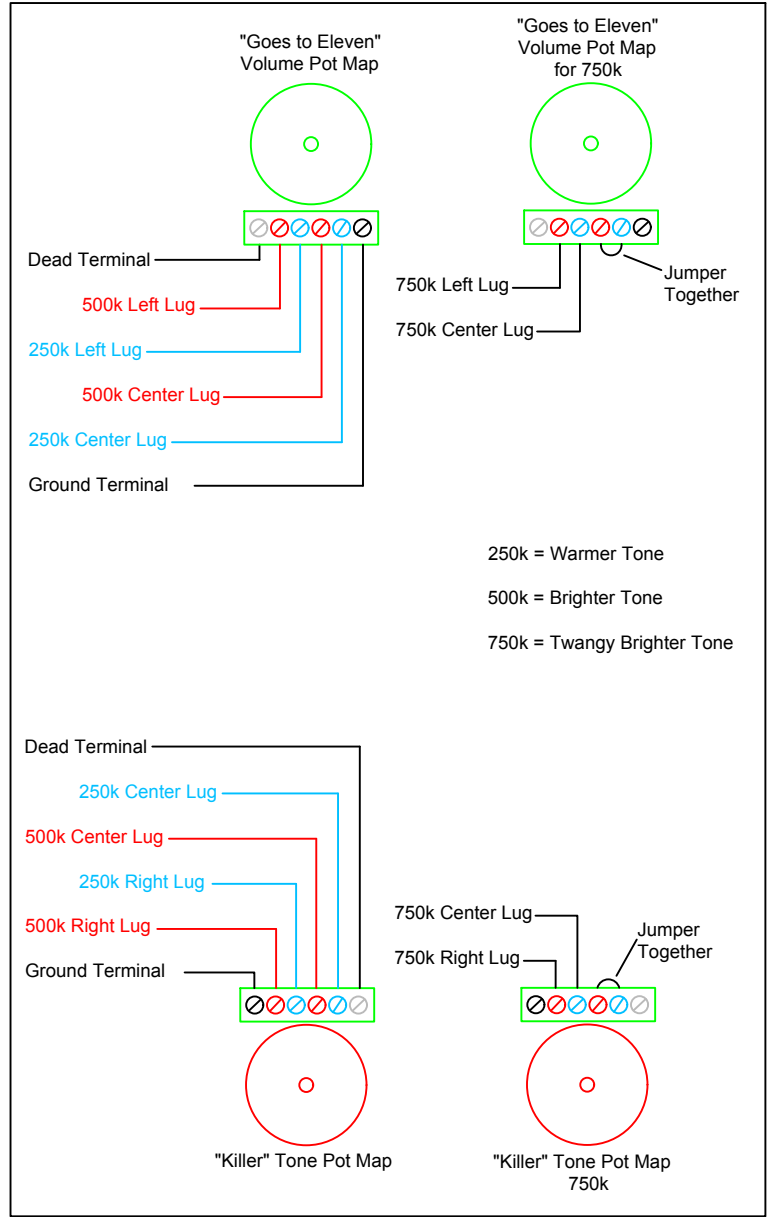 "Goes to Eleven"
Volume Pot Map
"Goes to Eleven"
Volume Pot Map
for 750k
Dead Terminal
500k Left Lug
250k Left Lug
500k Center Lug
250k Center Lug
Ground Terminal
750k Left Lug
750k Center Lug
Jumper
Together
250k = Warmer Tone
500k = Brighter Tone
750k = Twangy Brighter Tone
Dead Terminal
250k Center Lug
500k Center Lug
250k Right Lug
500k Right Lug
Ground Terminal
750k Center Lug
750k Right Lug
Jumper
Together
"Killer" Tone Pot Map
"Killer" Tone Pot Map
750k